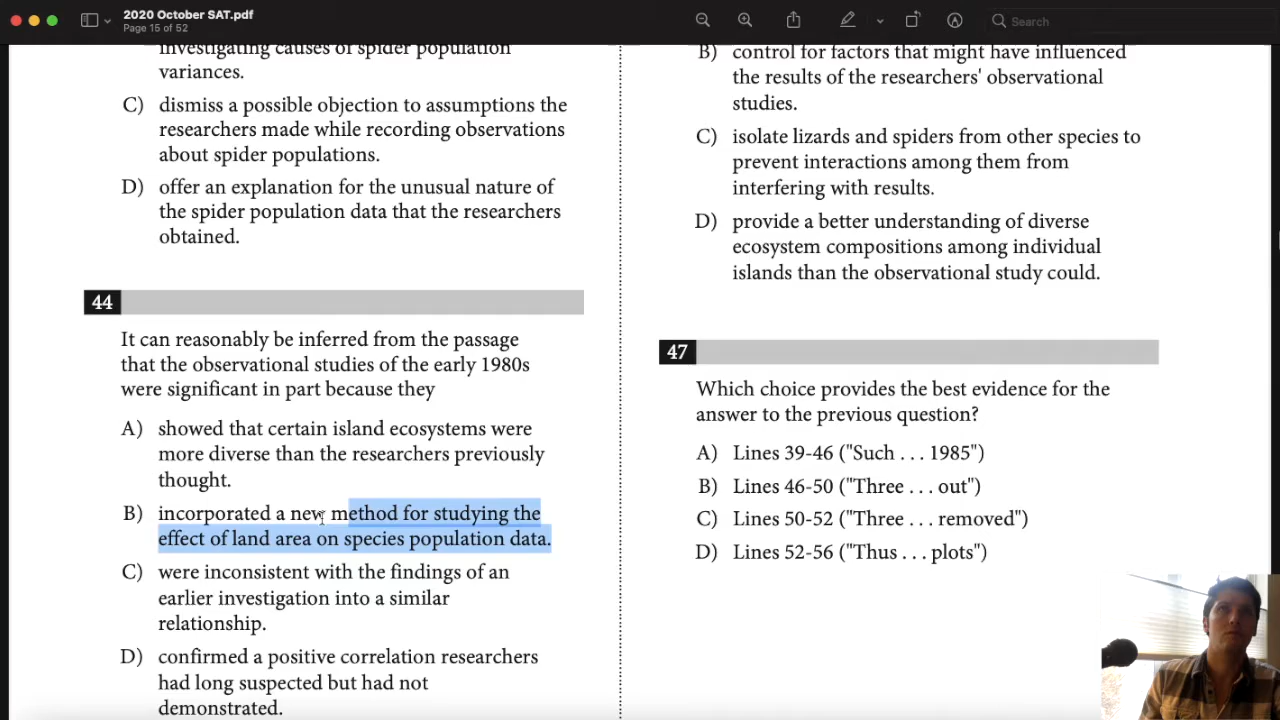 2020 October SAT.pdf
Page 15 of 52
Search
investigating causes of spider population
variances.
C) dismiss a possible objection to assumptions the
researchers made while recording observations
about spider populations.
D) offer an explanation for the unusual nature of
the spider population data that the researchers
obtained.
44
It can reasonably be inferred from the passage
that the observational studies of the early 1980s
were significant in part because they
A) showed that certain island ecosystems were
more diverse than the researchers previously
thought.
B) incorporated a new method for studying the
effect of land area on species population data.
C) were inconsistent with the findings of an
earlier investigation into a similar
relationship.
D) confirmed a positive correlation researchers
had long suspected but had not
demonstrated.
B) control for factors that might have influenced
the results of the researchers' observational
studies.
C) isolate lizards and spiders from other species to
prevent interactions among them from
interfering with results.
D) provide a better understanding of diverse
ecosystem compositions among individual
islands than the observational study could.
47
Which choice provides the best evidence for the
answer to the previous question?
A) Lines 39-46 ("Such . . . 1985")
B) Lines 46-50 ("Three . . . out")
C) Lines 50-52 ("Three . . . removed")
D) Lines 52-56 ("Thus . . . plots")